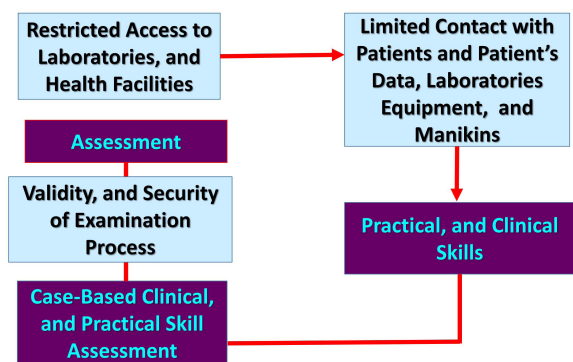 Restricted Access to
Laboratories, and
Health Facilities
Limited Contact with
Patients and Patient's
Data, Laboratories
Equipment, and
Manikins
Assessment
Validity, and Security
of Examination
Process
Practical, and Clinical
Skills
Case-Based Clinical,
and Practical Skill
Assessment